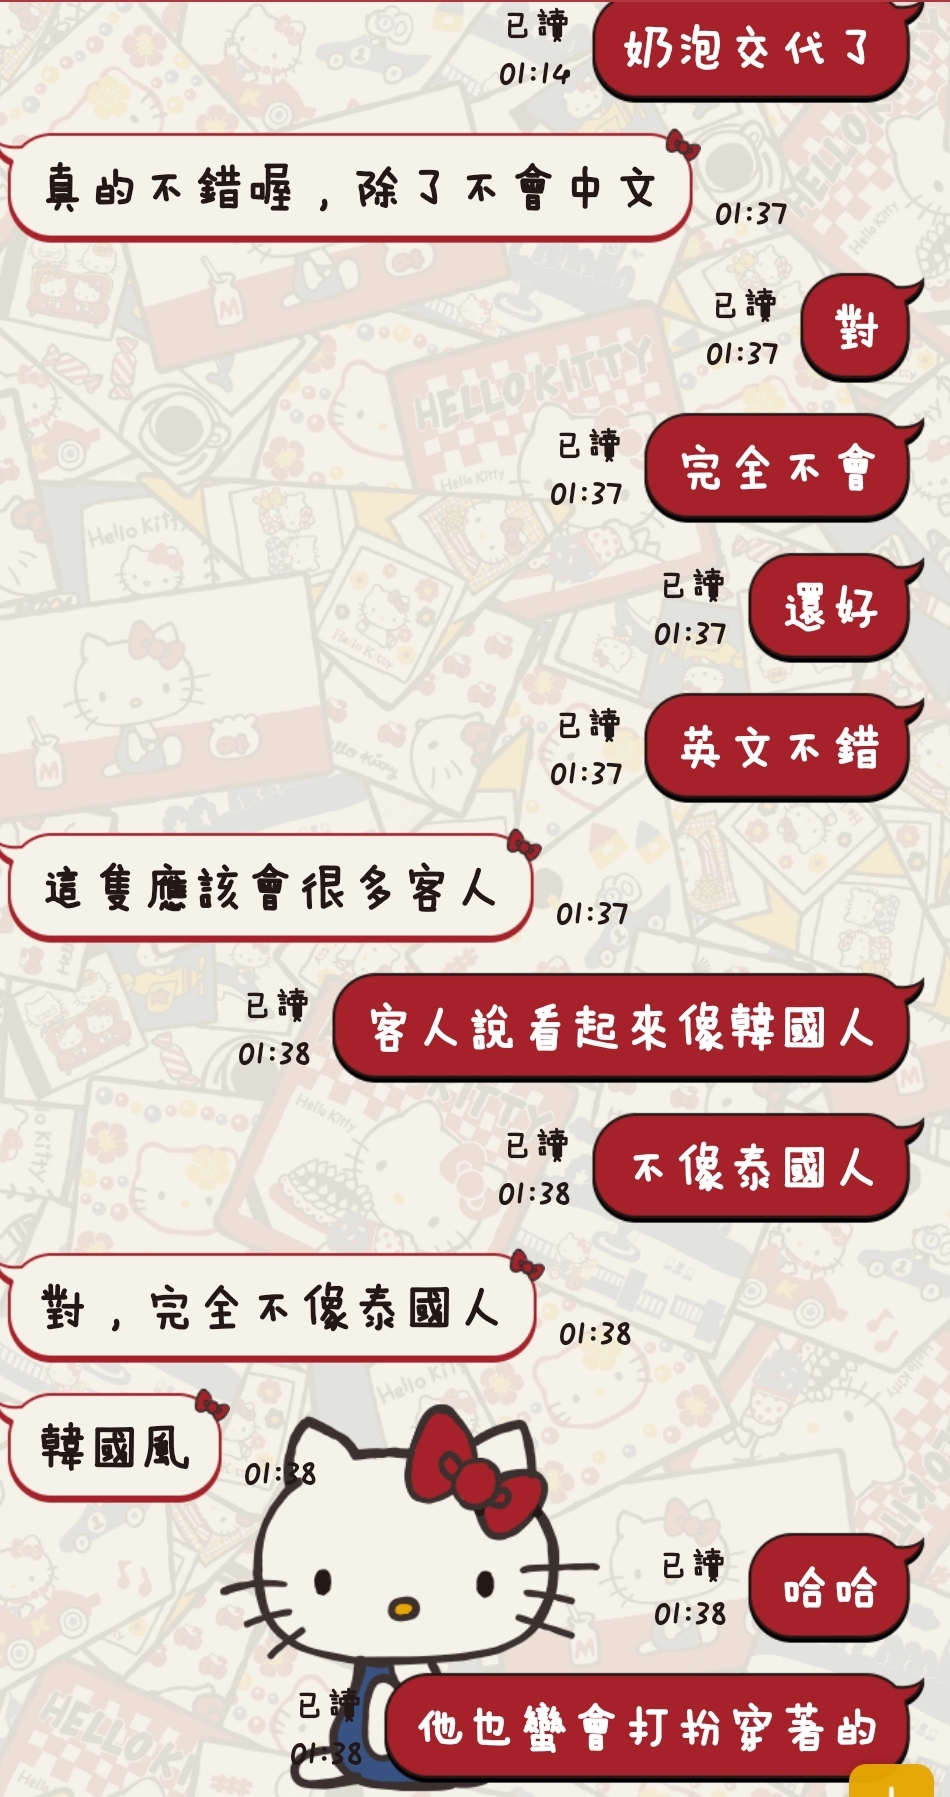 已讀
01:14
奶泡交代了
真的不錯喔，除了不會中文
01:37
已讀
01:37
對
已讀
01:37
完全不會
已讀
01:37
還好
已讀
01:37
英文不錯
這隻應該會很多客人
01:37
已讀
01:38
客人說看起來像韓國人
已讀
01:38
不像泰國人
對，完全不像泰國人
01:38
韓國風
01:38
已讀
01:38
哈哈
已讀
01:38
他也蠻會打扮穿著的
HELLO KITTY
Hello Kitty